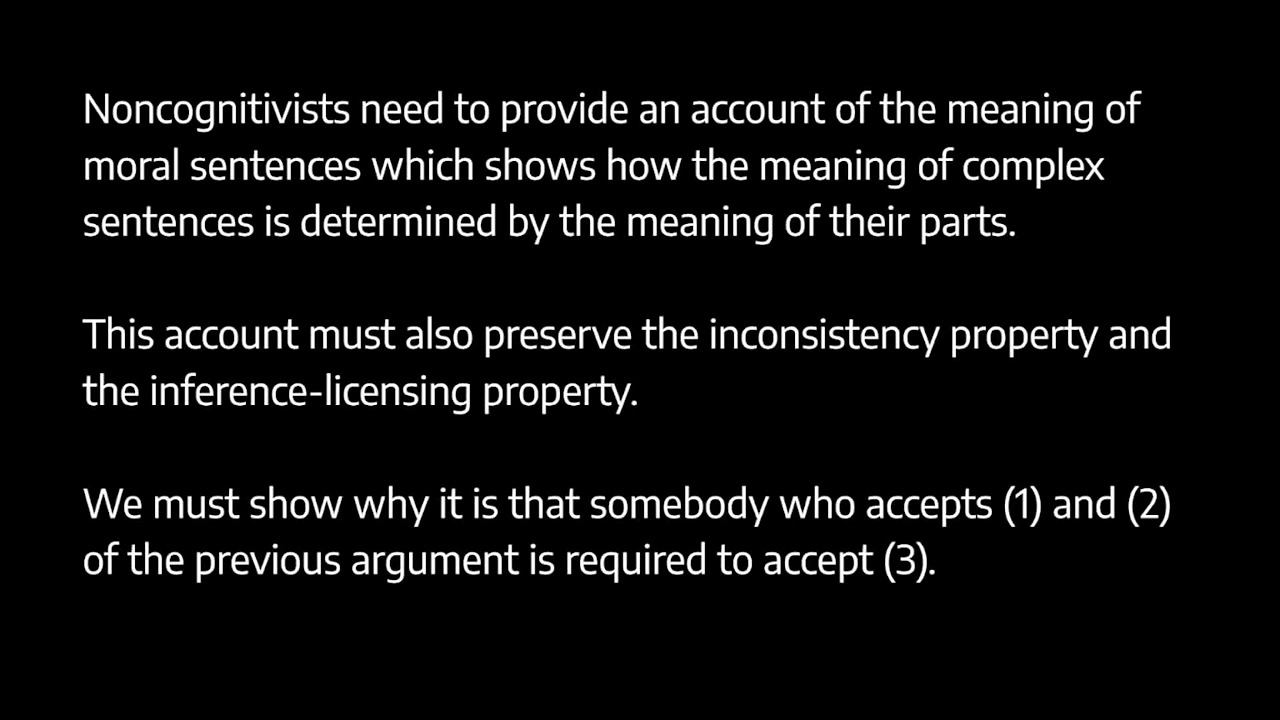 Noncognitivists need to provide an account of the meaning of
moral sentences which shows how the meaning of complex
sentences is determined by the meaning of their parts.
This account must also preserve the inconsistency property and
the inference-licensing property.
We must show why it is that somebody who accepts (1) and (2)
of the previous argument is required to accept (3).